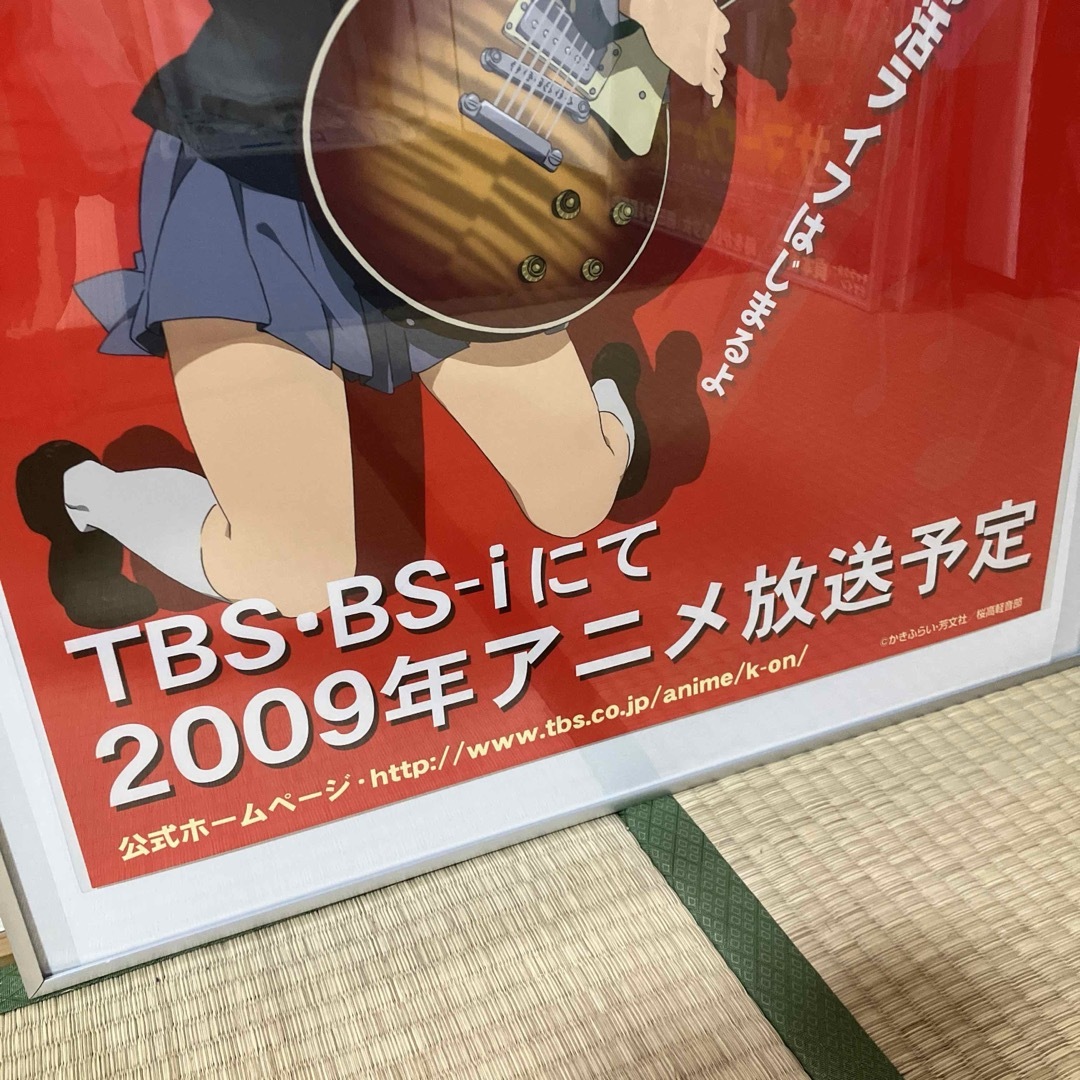 活ライフはじまるよ
TBS・BS-iにて
2009年アニメ放送予定
©かきふらい・芳文社 桜高軽音部
公式ホームページ・http://www.tbs.co.jp/anime/k-on/